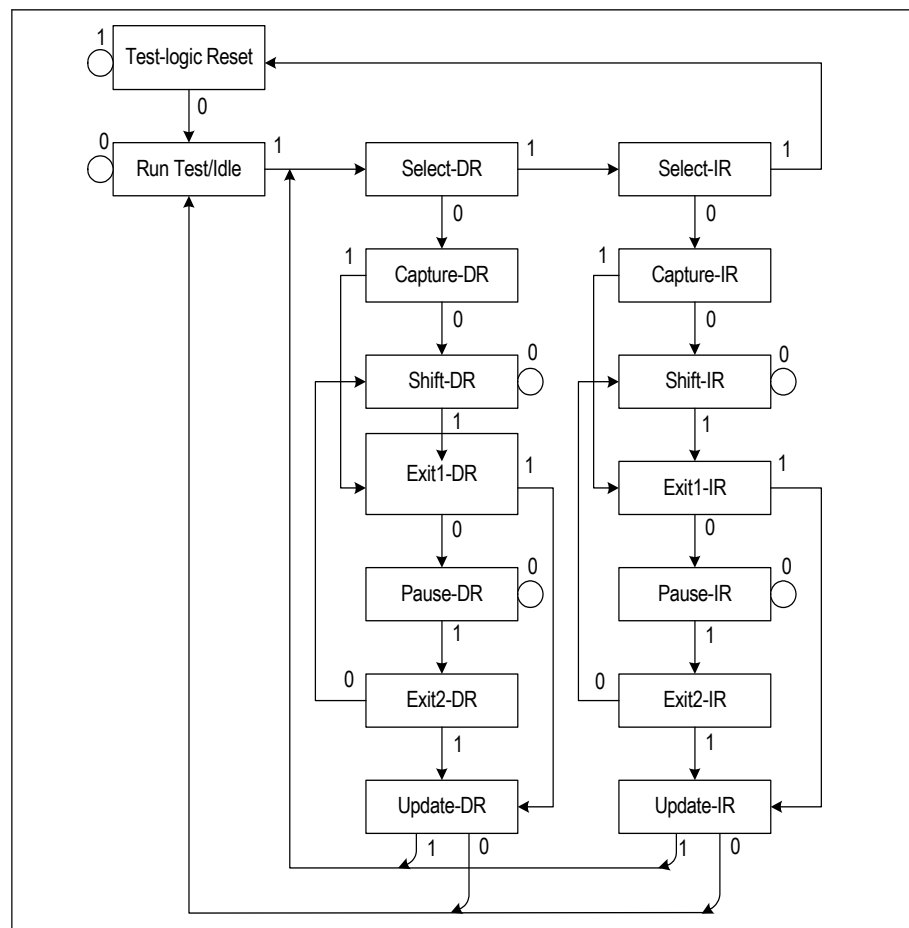 1
Test-logic Reset
0
0
Run Test/Idle
1
Select-DR
1
Select-IR
1
0
0
1
Capture-DR
1
Capture-IR
0
0
Shift-DR
0
Shift-IR
0
1
1
Exit1-DR
1
Exit1-IR
1
0
0
Pause-DR
0
Pause-IR
0
1
1
0
Exit2-DR
0
Exit2-IR
1
1
Update-DR
Update-IR
1
0
1
0